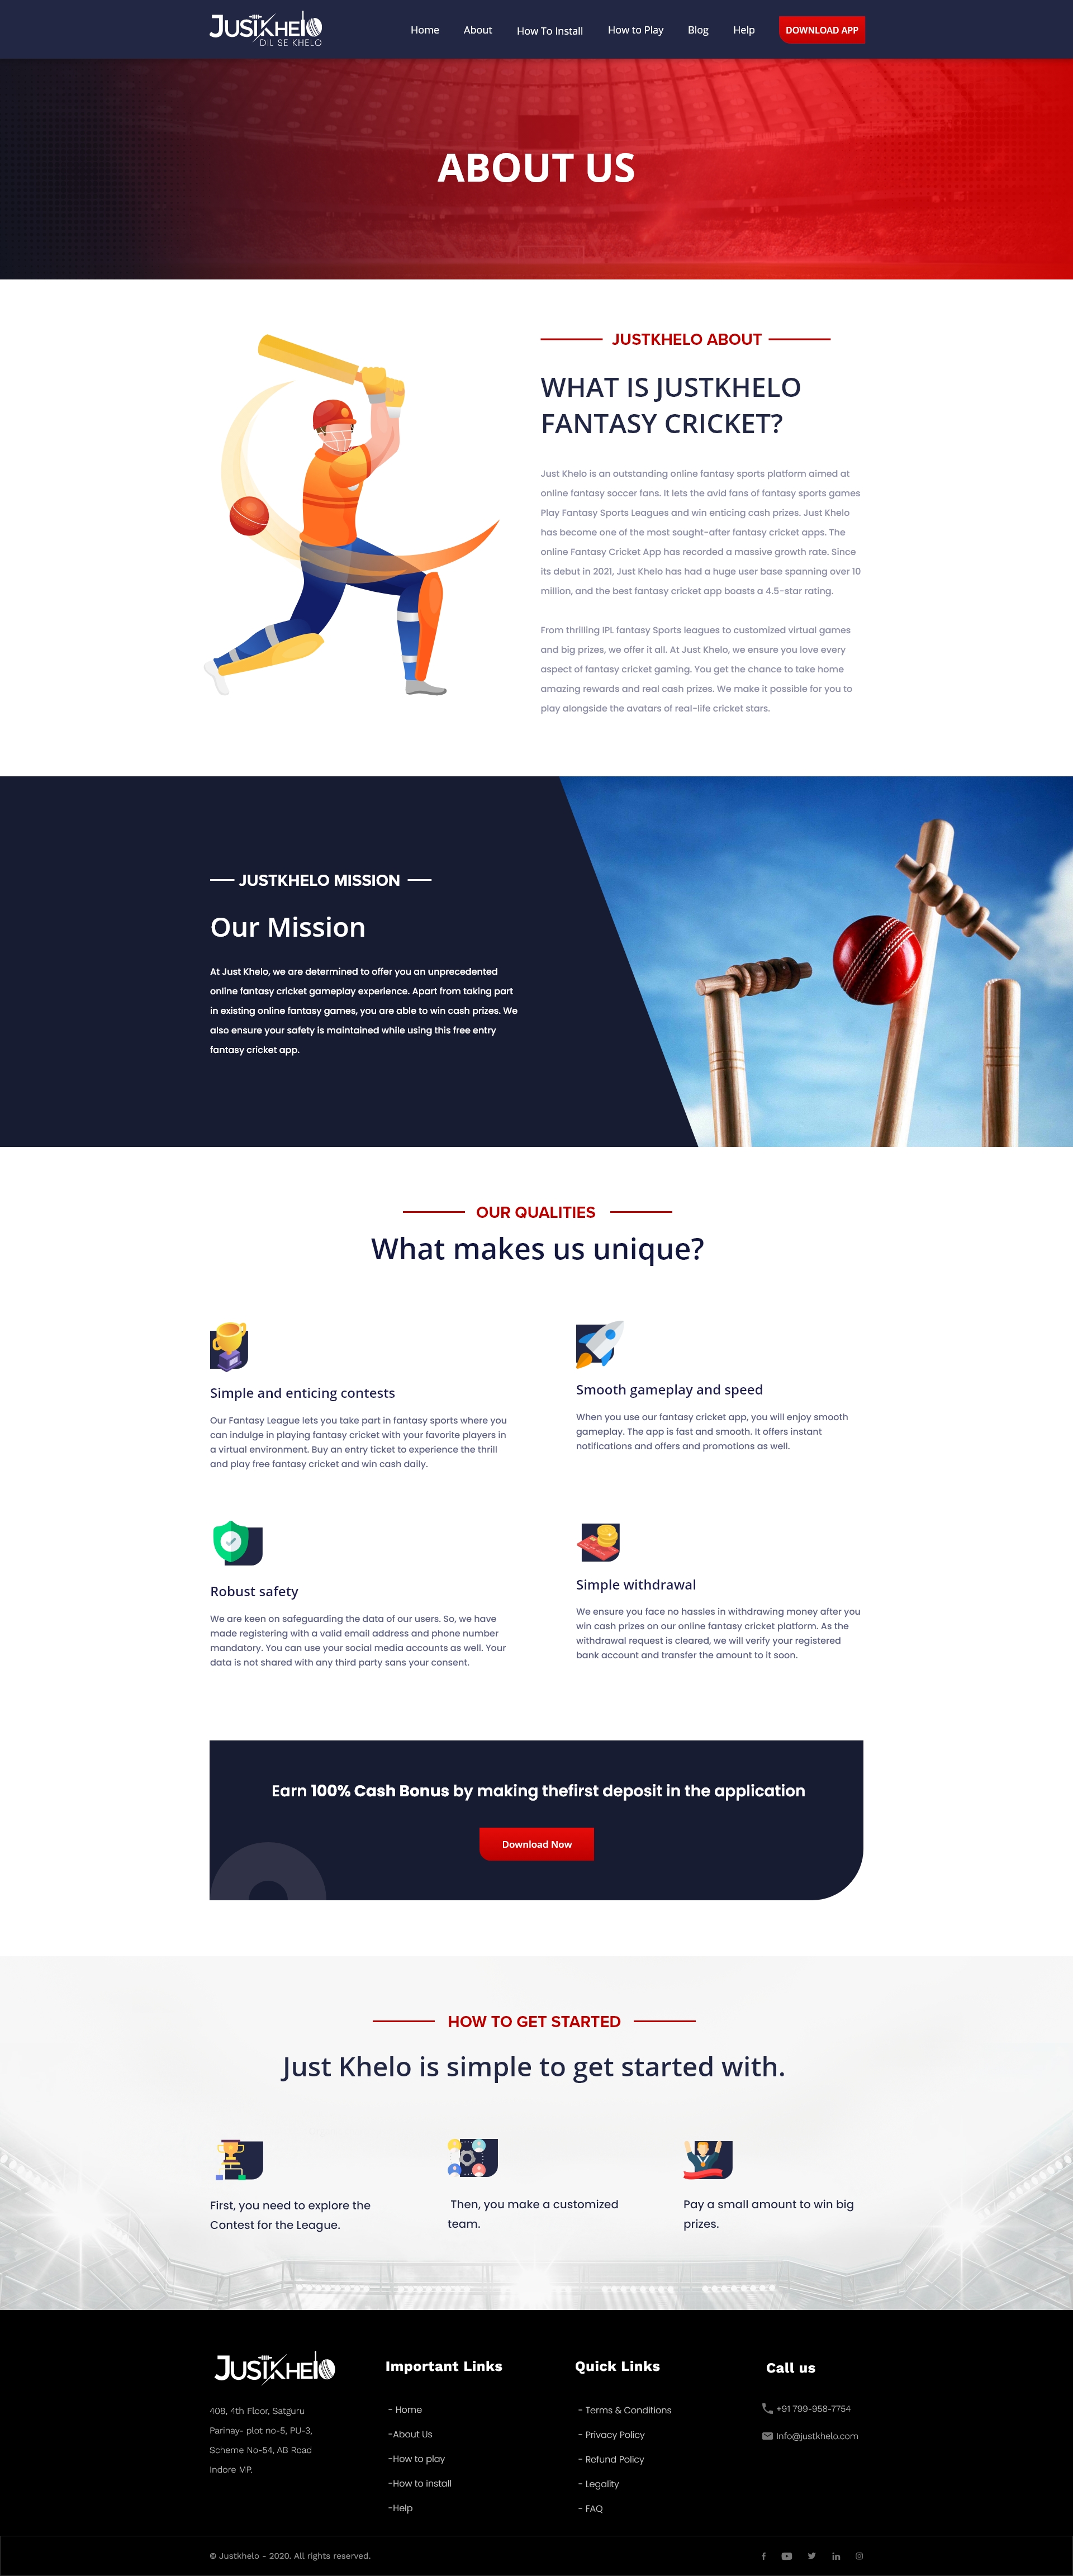 JustKhelo
DIL SE KHELO
Home About How To Install How to Play Blog Help DOWNLOAD APP
ABOUT US
JUSTKHELO ABOUT
WHAT IS JUSTKHELO
FANTASY CRICKET?
Just Khelo is an outstanding online fantasy sports platform aimed at
online fantasy soccer fans. It lets the avid fans of fantasy sports games
Play Fantasy Sports Leagues and win enticing cash prizes. Just Khelo
has become one of the most sought-after fantasy cricket apps. The
online Fantasy Cricket App has recorded a massive growth rate. Since
its debut in 2021, Just Khelo has had a huge user base spanning over 10
million, and the best fantasy cricket app boasts a 4.5-star rating.
From thrilling IPL fantasy Sports leagues to customized virtual games
and big prizes, we offer it all. At Just Khelo, we ensure you love every
aspect of fantasy cricket gaming. You get the chance to take home
amazing rewards and real cash prizes. We make it possible for you to
play alongside the avatars of real-life cricket stars.
JUSTKHELO MISSION
Our Mission
At Just Khelo, we are determined to offer you an unprecedented
online fantasy cricket gameplay experience. Apart from taking part
in existing online fantasy games, you are able to win cash prizes. We
also ensure your safety is maintained while using this free entry
fantasy cricket app.
OUR QUALITIES
What makes us unique?
Simple and enticing contests
Our Fantasy League lets you take part in fantasy sports where you
can indulge in playing fantasy cricket with your favorite players in
a virtual environment. Buy an entry ticket to experience the thrill
and play free fantasy cricket and win cash daily.
Smooth gameplay and speed
When you use our fantasy cricket app, you will enjoy smooth
gameplay. The app is fast and smooth. It offers instant
notifications and offers and promotions as well.
Robust safety
We are keen on safeguarding the data of our users. So, we have
made registering with a valid email address and phone number
mandatory. You can use your social media accounts as well. Your
data is not shared with any third party sans your consent.
Simple withdrawal
We ensure you face no hassles in withdrawing money after you
win cash prizes on our online fantasy cricket platform. As the
withdrawal request is cleared, we will verify your registered
bank account and transfer the amount to it soon.
Earn 100% Cash Bonus by making thefirst deposit in the application
Download Now
HOW TO GET STARTED
Just Khelo is simple to get started with.
First, you need to explore the
Contest for the League.
Then, you make a customized
team.
Pay a small amount to win big
prizes.
JustKhelo
408, 4th Floor, Satguru
Parinay- plot no-5, PU-3,
Scheme No-54, AB Road
Indore MP.
Important Links
- Home
-About Us
-How to play
-How to install
-Help
Quick Links
- Terms & Conditions
- Privacy Policy
- Refund Policy
- Legality
- FAQ
Call us
+91 799-958-7754
Info@justkhelo.com
© Justkhelo - 2020. All rights reserved.